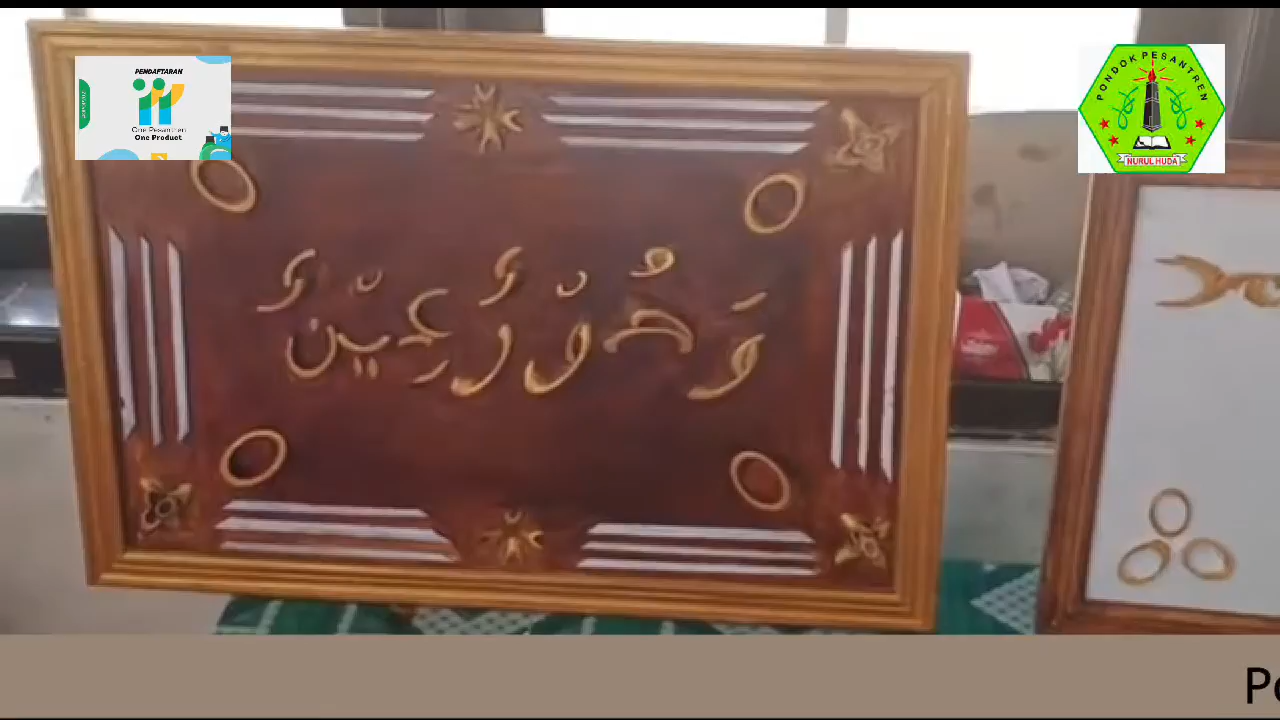 PENDAFTARAN
One Pesantren
One Product
PONDOK PESANTREN
NURUL HUDA
وَحُوْرٌ عِيْنٌ